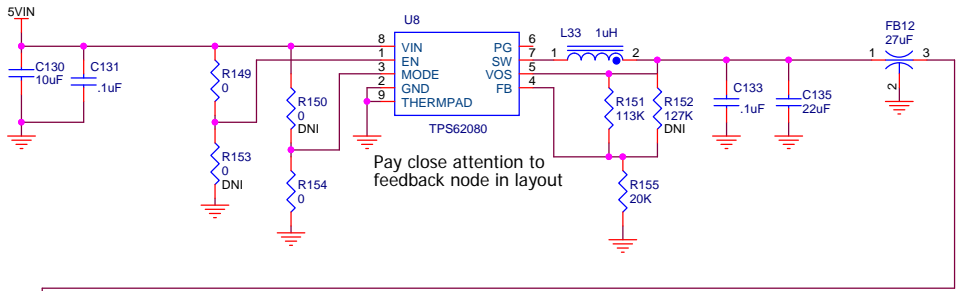 5VIN
U8
8 VIN PG 6
1 EN SW 7
3 MODE VOS 5
2 GND FB 4
9 THERMPAD
TPS62080
C130
10uF
C131
.1uF
R149
0
R150
0
DNI
R153
0
DNI
R154
0
L33 1uH
1 2
R151
113K
R152
127K
DNI
R155
20K
C133
.1uF
C135
22uF
FB12
27uF
1 3
2
Pay close attention to
feedback node in layout